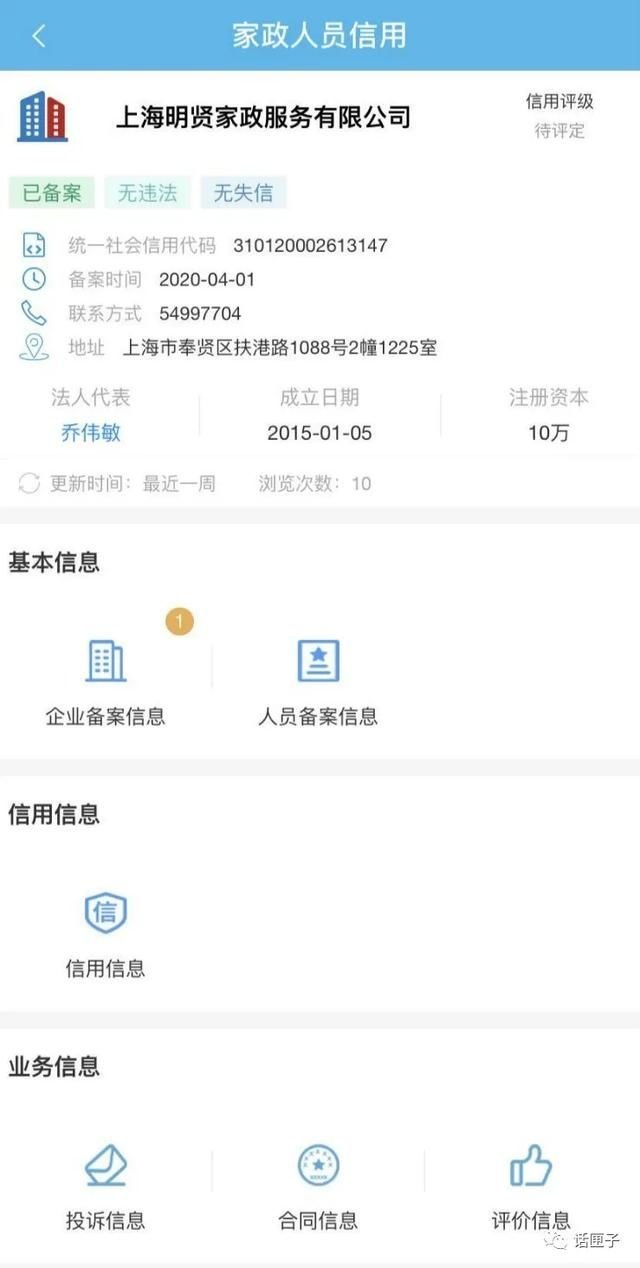 家政人员信用
上海明贤家政服务有限公司
信用评级
待评定
已备案 无违法 无失信
统一社会信用代码 310120002613147
备案时间 2020-04-01
联系方式 54997704
地址 上海市奉贤区扶港路1088号2幢1225室
法人代表 成立日期 注册资本
乔伟敏 2015-01-05 10万
更新时间：最近一周 浏览次数：10
基本信息
1
企业备案信息 人员备案信息
信用信息
信
信用信息
业务信息
投诉信息 合同信息 评价信息
话匣子